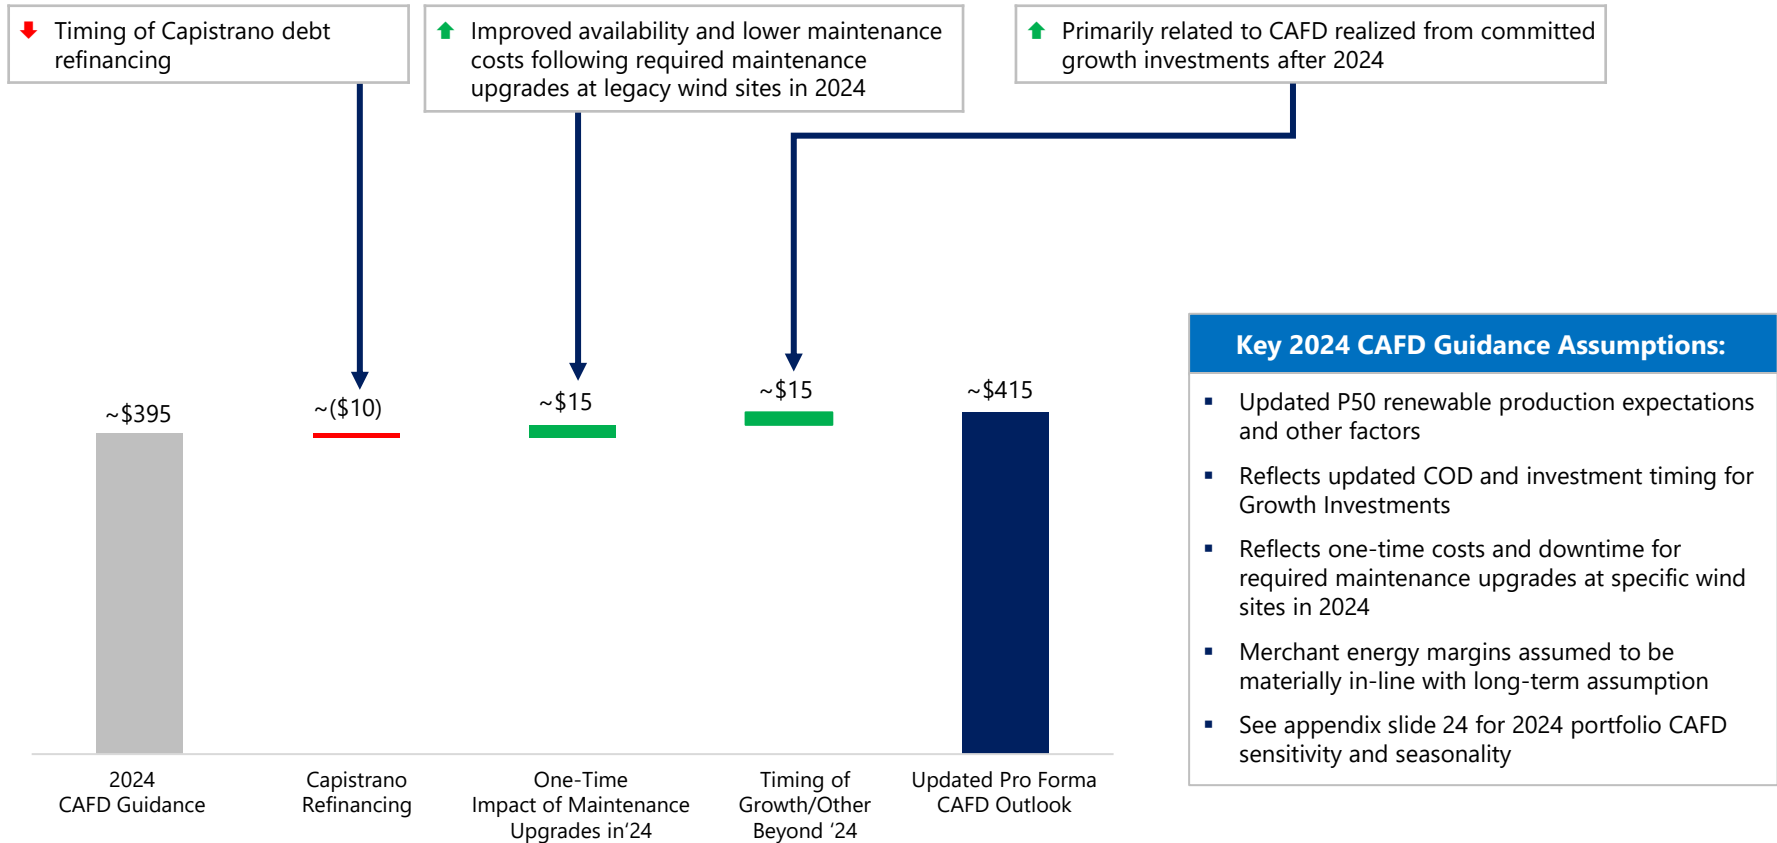 Timing of Capistrano debt
refinancing
Improved availability and lower maintenance
costs following required maintenance
upgrades at legacy wind sites in 2024
Primarily related to CAFD realized from committed
growth investments after 2024
~$395
~($10)
~$15
~$15
~$415
2024
CAFD Guidance
Capistrano
Refinancing
One-Time
Impact of Maintenance
Upgrades in‘24
Timing of
Growth/Other
Beyond ‘24
Updated Pro Forma
CAFD Outlook
Key 2024 CAFD Guidance Assumptions:
▪ Updated P50 renewable production expectations
and other factors
▪ Reflects updated COD and investment timing for
Growth Investments
▪ Reflects one-time costs and downtime for
required maintenance upgrades at specific wind
sites in 2024
▪ Merchant energy margins assumed to be
materially in-line with long-term assumption
▪ See appendix slide 24 for 2024 portfolio CAFD
sensitivity and seasonality